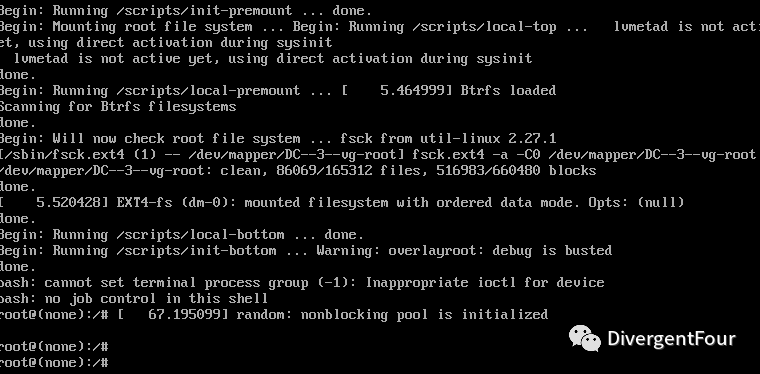 Begin: Running /scripts/init-premount ... done.
Begin: Mounting root file system ... Begin: Running /scripts/local-top ...   lvmetad is not acti
et, using direct activation during sysinit
  lvmetad is not active yet, using direct activation during sysinit
done.
Begin: Running /scripts/local-premount ... [    5.464999] Btrfs loaded
Scanning for Btrfs filesystems
done.
Begin: Will now check root file system ... fsck from util-linux 2.27.1
[/sbin/fsck.ext4 (1) -- /dev/mapper/DC--3--vg-root] fsck.ext4 -a -C0 /dev/mapper/DC--3--vg-root
/dev/mapper/DC--3--vg-root: clean, 86069/165312 files, 516983/660480 blocks
done.
[    5.520428] EXT4-fs (dm-0): mounted filesystem with ordered data mode. Opts: (null)
done.
Begin: Running /scripts/local-bottom ... done.
Begin: Running /scripts/init-bottom ... Warning: overlayroot: debug is busted
done.
bash: cannot set terminal process group (-1): Inappropriate ioctl for device
bash: no job control in this shell
root@(none):/# [   67.195099] random: nonblocking pool is initialized
DivergentFour
root@(none):/#
root@(none):/#